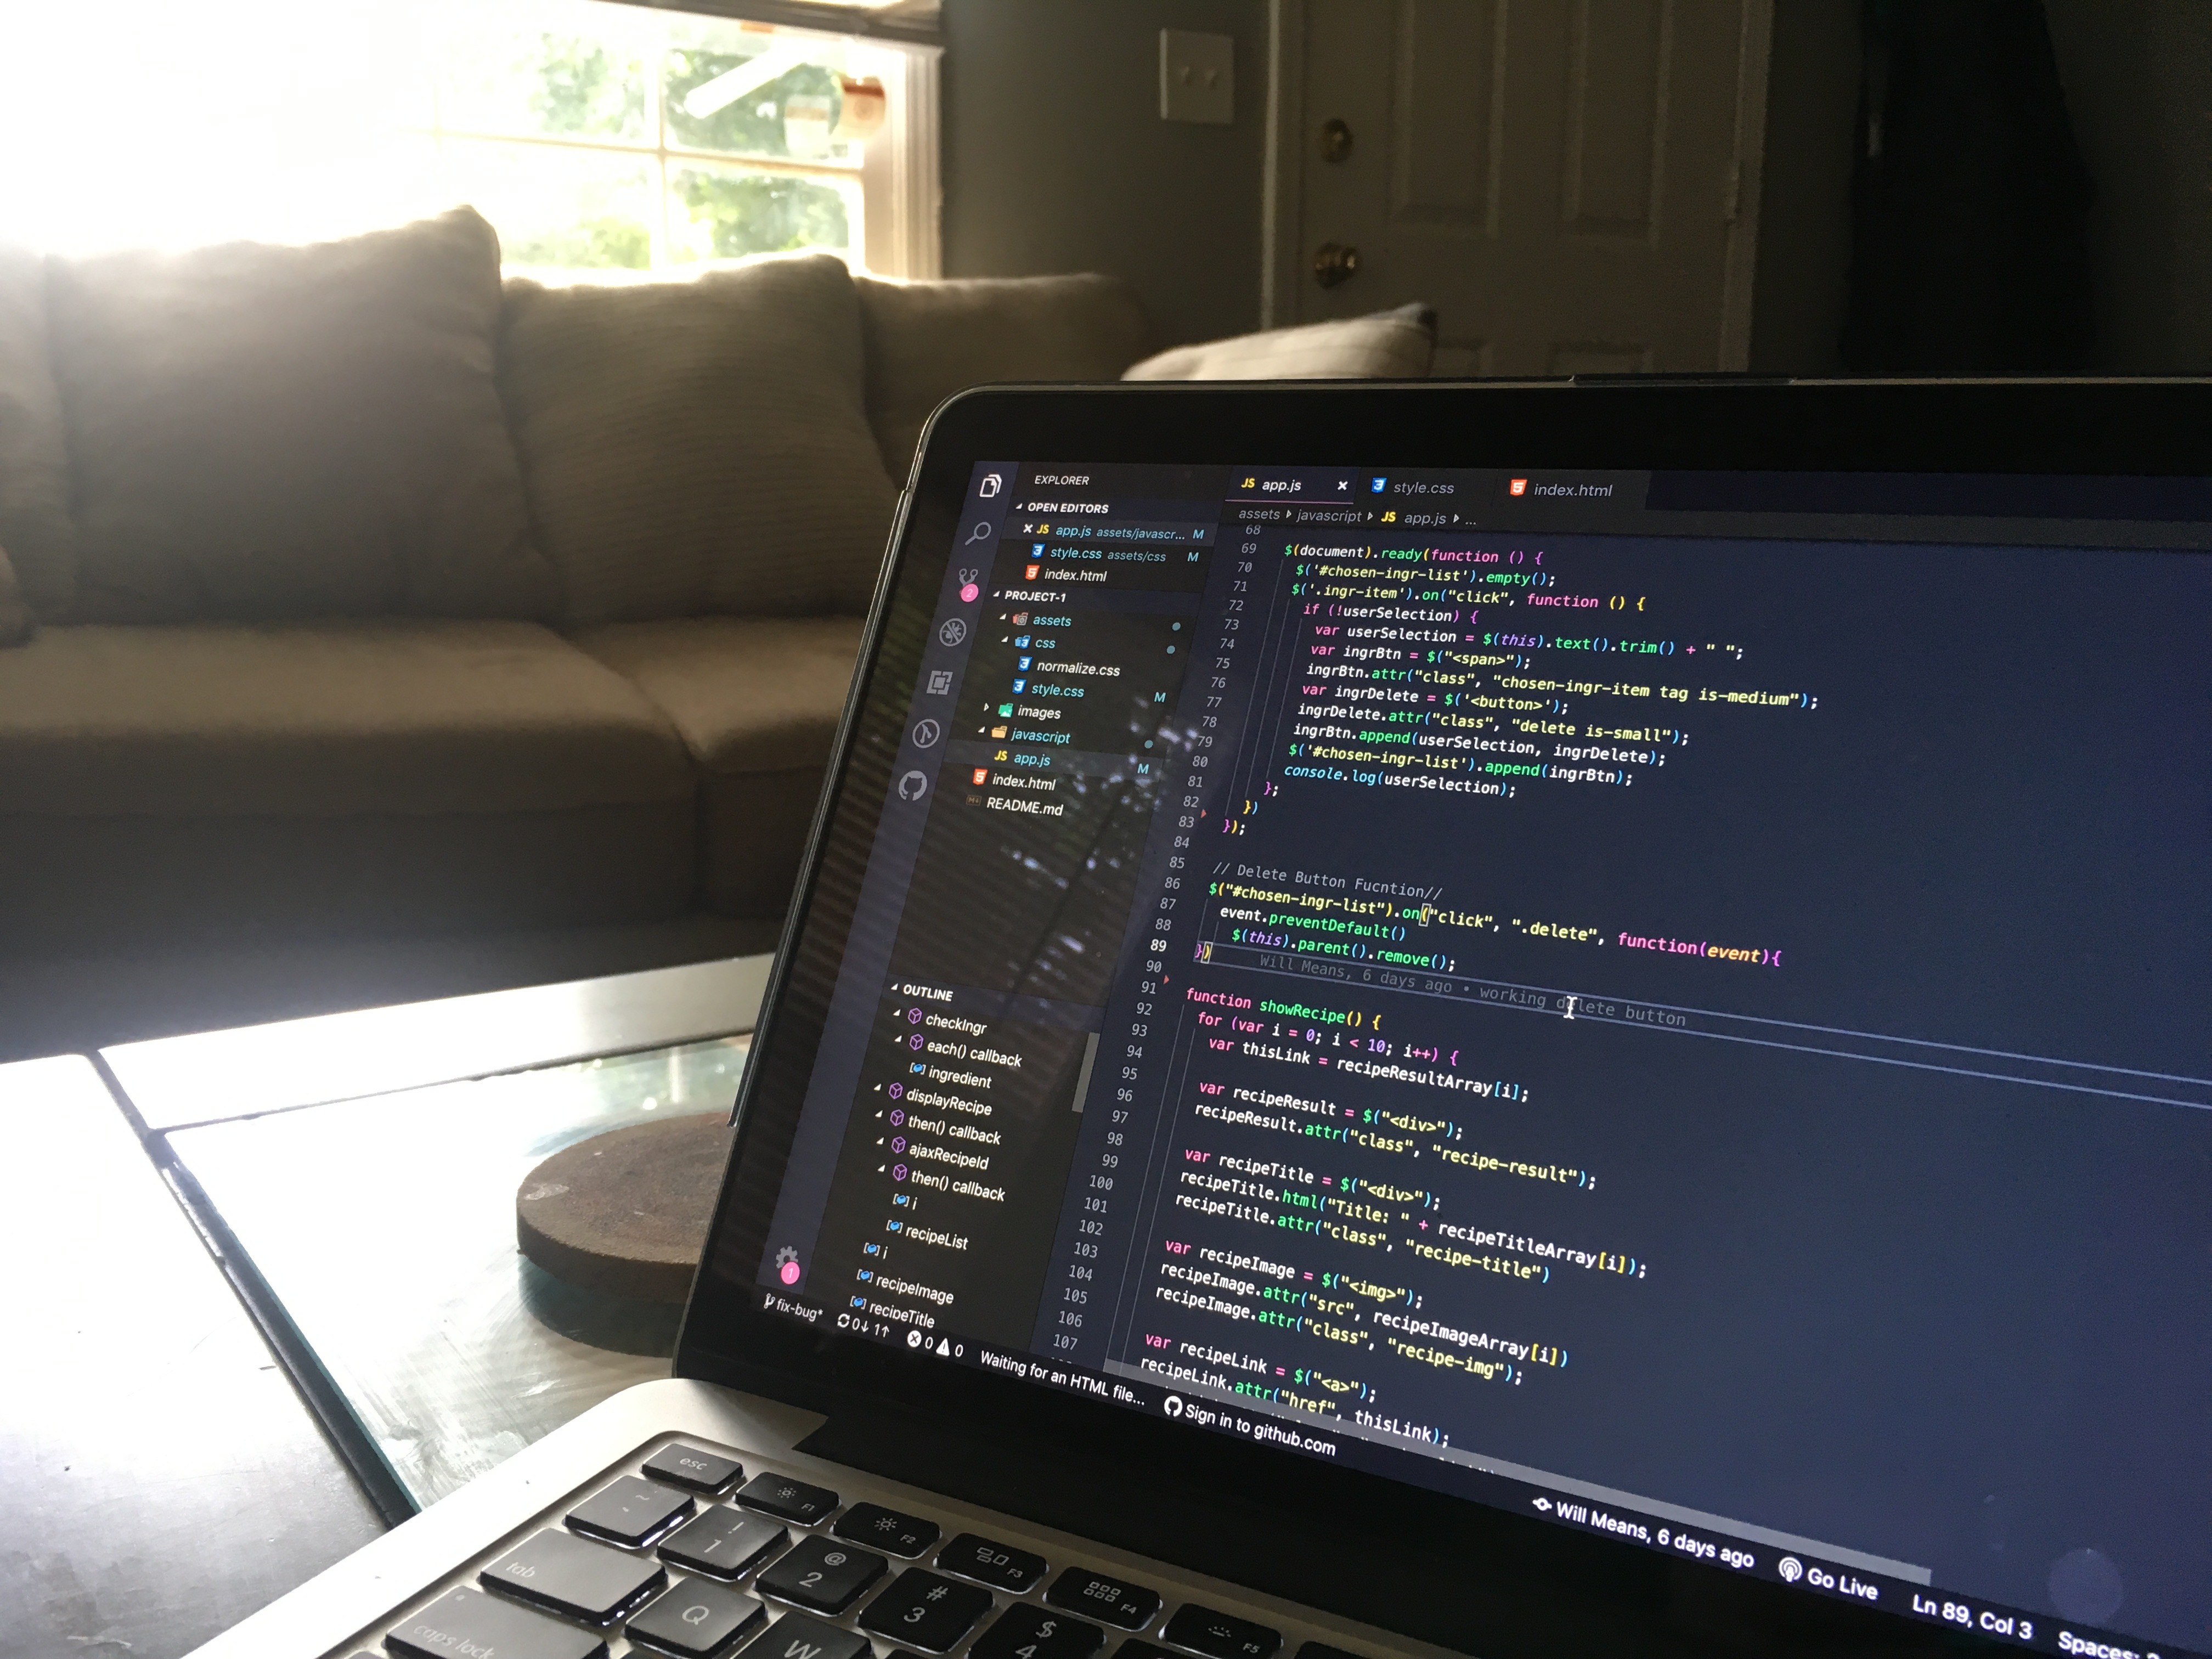 EXPLORER
OPEN EDITORS
JS app.js assets/javascr... M
style.css assets/css M
index.html
PROJECT-1
assets
css
normalize.css
style.css M
images
javascript
JS app.js M
index.html
README.md
OUTLINE
checkIngr
each() callback
ingredient
displayRecipe
then() callback
ajaxRecipeId
then() callback
i
recipeList
i
recipeImage
recipeTitle
2
1
JS app.js
style.css
index.html
assets javascript JS app.js ...
68
69 $(document).ready(function () {
70 $('#chosen-ingr-list').empty();
71 $('.ingr-item').on("click", function () {
72 if (!userSelection) {
73 var userSelection = $(this).text().trim() + " ";
74 var ingrBtn = $("<span>");
75 ingrBtn.attr("class", "chosen-ingr-item tag is-medium");
76 var ingrDelete = $('<button>');
77 ingrDelete.attr("class", "delete is-small");
78 ingrBtn.append(userSelection, ingrDelete);
79 $('#chosen-ingr-list').append(ingrBtn);
80 console.log(userSelection);
81 };
82 })
83 });
84
85 // Delete Button Fucntion//
86 $("#chosen-ingr-list").on("click", ".delete", function(event){
87 event.preventDefault()
88 $(this).parent().remove();
89 }) Will Means, 6 days ago • working delete button
90
91 function showRecipe() {
92 for (var i = 0; i < 10; i++) {
93 var thisLink = recipeResultArray[i];
94
95 var recipeResult = $("<div>");
96 recipeResult.attr("class", "recipe-result");
97
98 var recipeTitle = $("<div>");
99 recipeTitle.html("Title: " + recipeTitleArray[i]);
100 recipeTitle.attr("class", "recipe-title")
101
102 var recipeImage = $("<img>");
103 recipeImage.attr("src", recipeImageArray[i])
104 recipeImage.attr("class", "recipe-img");
105
106 var recipeLink = $("<a>");
107 recipeLink.attr("href", thisLink);
fix-bug* 0↓ 1↑ 0 0 Waiting for an HTML file... Sign in to github.com Will Means, 6 days ago Go Live Ln 89, Col 3 Spaces:
esc F1 F2 F3 F4 F5
~ ! 1 @ 2 # 3 $ 4
tab Q W
caps lock